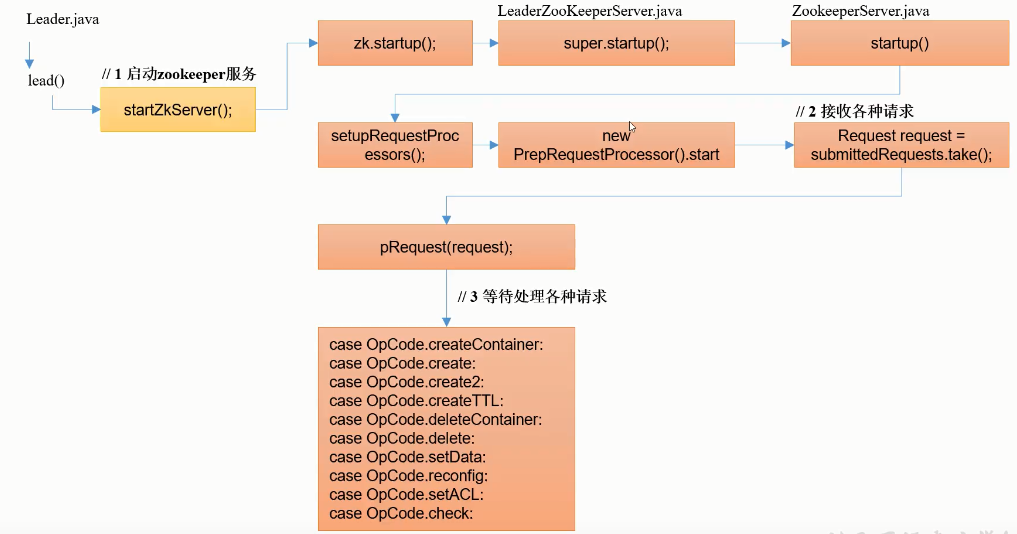 Leader.java
LeaderZooKeeperServer.java
ZookeeperServer.java
zk.startup();
super.startup();
startup()
lead()
// 1 启动zookeeper服务
startZkServer();
// 2 接收各种请求
setupRequestProc
essors();
new
PrepRequestProcessor().start
Request request =
submittedRequests.take();
pRequest(request);
// 3 等待处理各种请求
case OpCode.createContainer:
case OpCode.create:
case OpCode.create2:
case OpCode.createTTL:
case OpCode.deleteContainer:
case OpCode.delete:
case OpCode.setData:
case OpCode.reconfig:
case OpCode.setACL:
case OpCode.check: